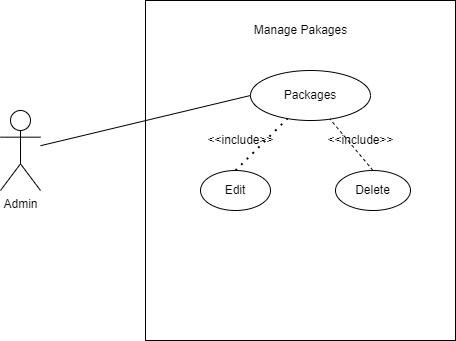 Manage Pakages
Packages
<<include>> <<include>>
Edit Delete
Admin